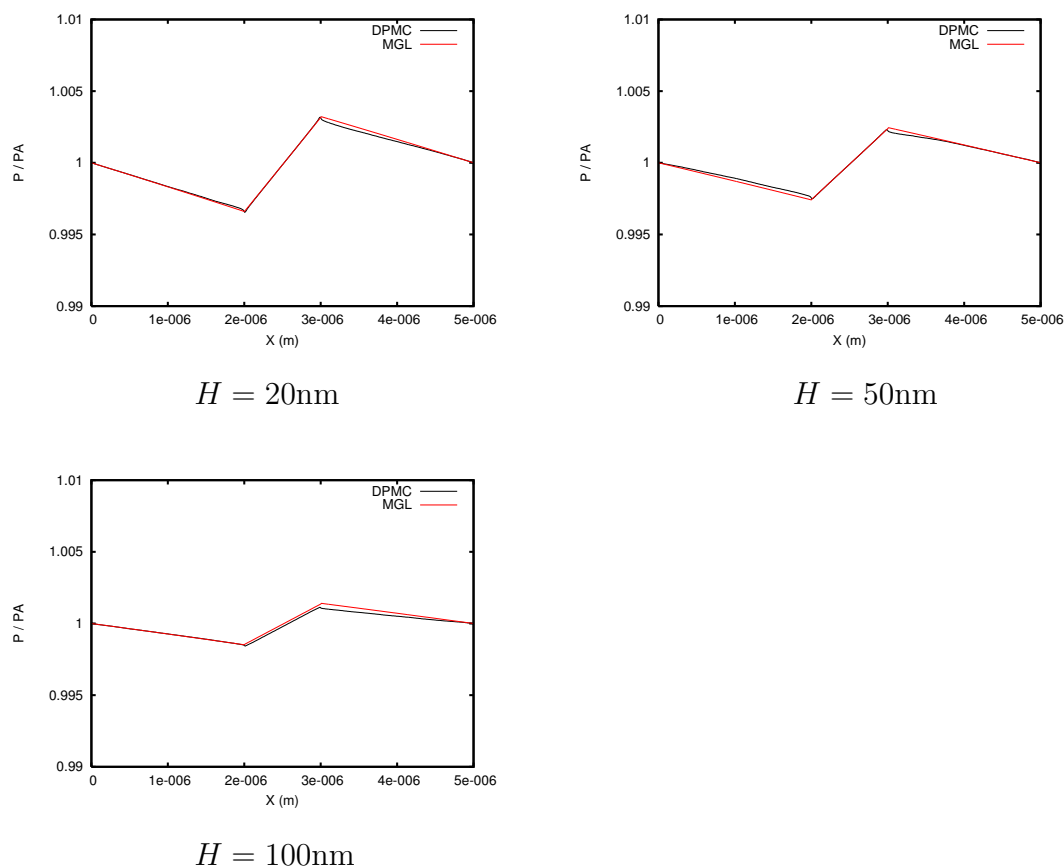 1.01
1.005
1
0.995
0.99
P / PA
DPMC
MGL
0 1e-006 2e-006 3e-006 4e-006 5e-006
X (m)
H = 20nm
1.01
1.005
1
0.995
0.99
P / PA
DPMC
MGL
0 1e-006 2e-006 3e-006 4e-006 5e-006
X (m)
H = 50nm
1.01
1.005
1
0.995
0.99
P / PA
DPMC
MGL
0 1e-006 2e-006 3e-006 4e-006 5e-006
X (m)
H = 100nm